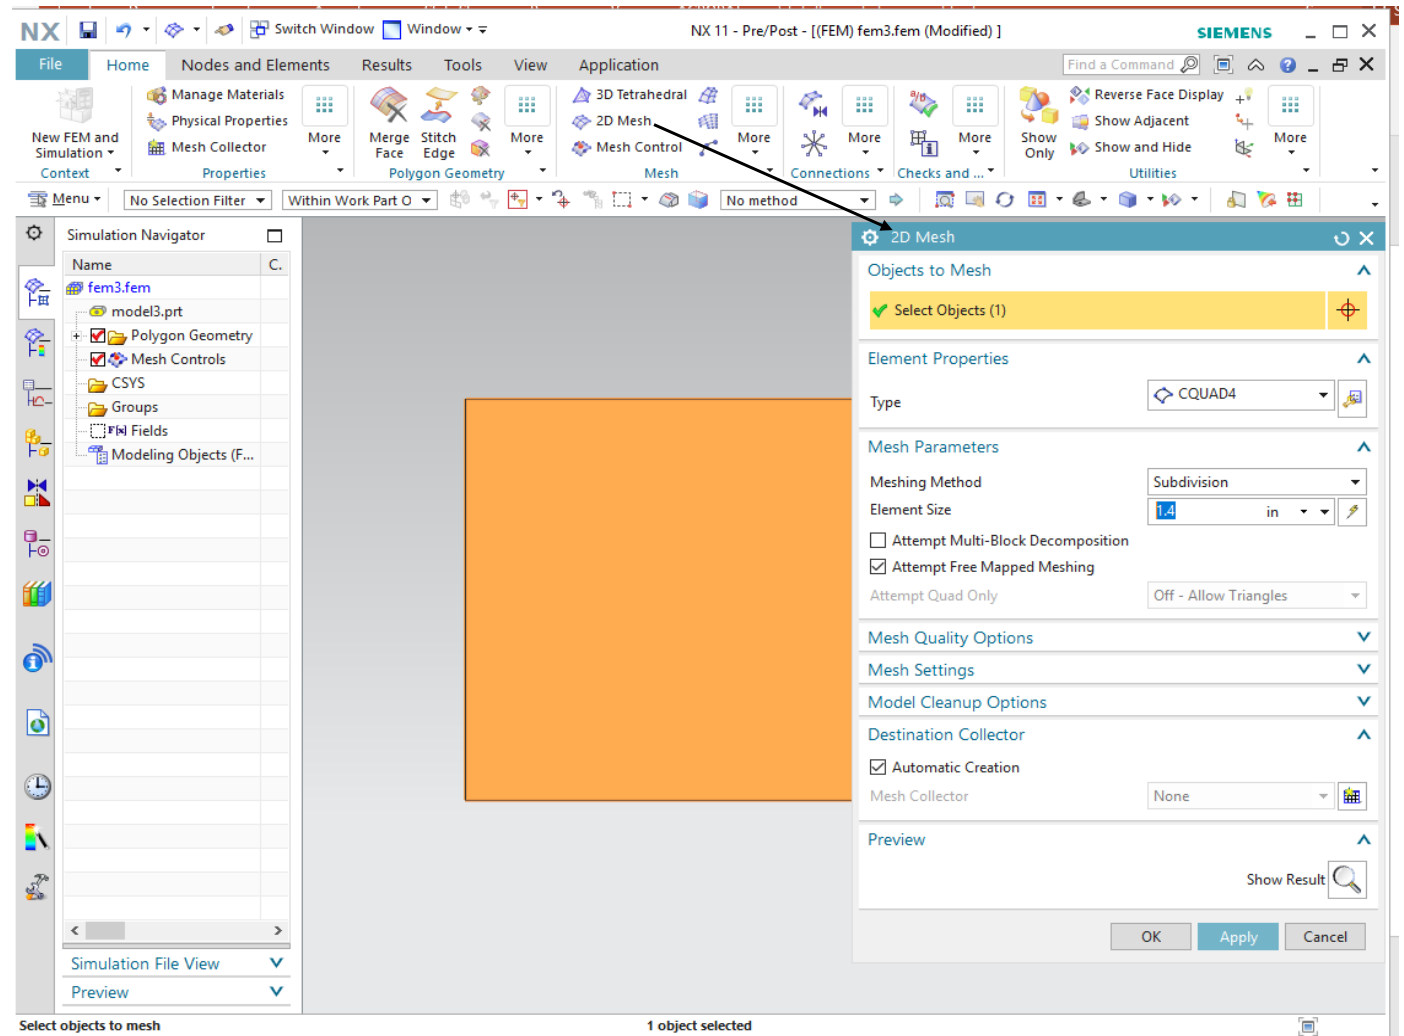 NX Switch Window Window NX 11 - Pre/Post - [(FEM) fem3.fem (Modified) ] SIEMENS
File Home Nodes and Elements Results Tools View Application Find a Command
New FEM and Simulation
Context
Manage Materials
Physical Properties
Mesh Collector
More
Properties
Merge Face
Stitch Edge
More
Polygon Geometry
3D Tetrahedral
2D Mesh
Mesh Control
More
Mesh
More
Connections
More
Checks and ...
Show Only
Reverse Face Display
Show Adjacent
Show and Hide
More
Utilities
Menu No Selection Filter Within Work Part O No method
Simulation Navigator
Name C.
fem3.fem
model3.prt
Polygon Geometry
Mesh Controls
CSYS
Groups
F(x) Fields
Modeling Objects (F...
Simulation File View
Preview
2D Mesh
Objects to Mesh
Select Objects (1)
Element Properties
Type CQUAD4
Mesh Parameters
Meshing Method Subdivision
Element Size 1.4 in
Attempt Multi-Block Decomposition
Attempt Free Mapped Meshing
Attempt Quad Only Off - Allow Triangles
Mesh Quality Options
Mesh Settings
Model Cleanup Options
Destination Collector
Automatic Creation
Mesh Collector None
Preview
Show Result
OK Apply Cancel
Select objects to mesh 1 object selected